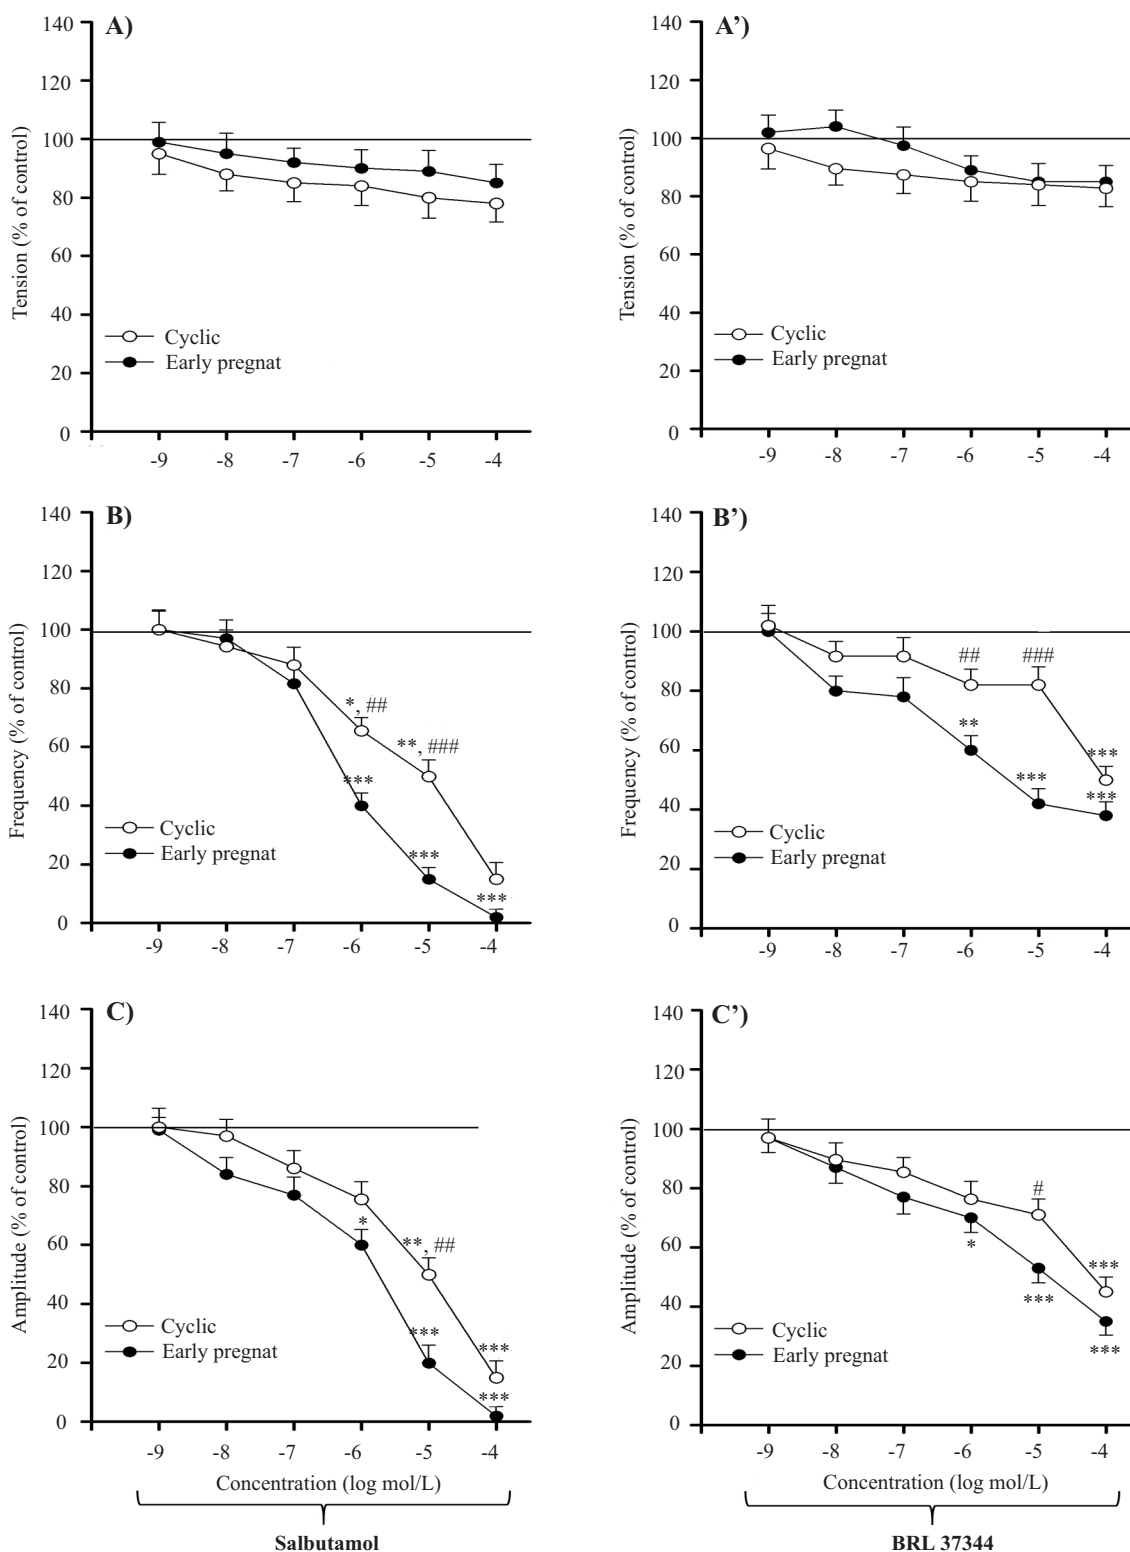 A)
140
120
100
80
60
40
20
0
Tension (% of control)
Cyclic
Early pregnat
-9 -8 -7 -6 -5 -4
A')
140
120
100
80
60
40
20
0
Tension (% of control)
Cyclic
Early pregnat
-9 -8 -7 -6 -5 -4
B)
140
120
100
80
60
40
20
0
Frequency (% of control)
*, ##
**, ###
***
***
***
Cyclic
Early pregnat
-9 -8 -7 -6 -5 -4
B')
140
120
100
80
60
40
20
0
Frequency (% of control)
## ###
**
***
***
***
Cyclic
Early pregnat
-9 -8 -7 -6 -5 -4
C)
140
120
100
80
60
40
20
0
Amplitude (% of control)
*
**, ##
***
***
***
Cyclic
Early pregnat
-9 -8 -7 -6 -5 -4
Concentration (log mol/L)
Salbutamol
C')
140
120
100
80
60
40
20
0
Amplitude (% of control)
#
*
***
***
***
Cyclic
Early pregnat
-9 -8 -7 -6 -5 -4
Concentration (log mol/L)
BRL 37344